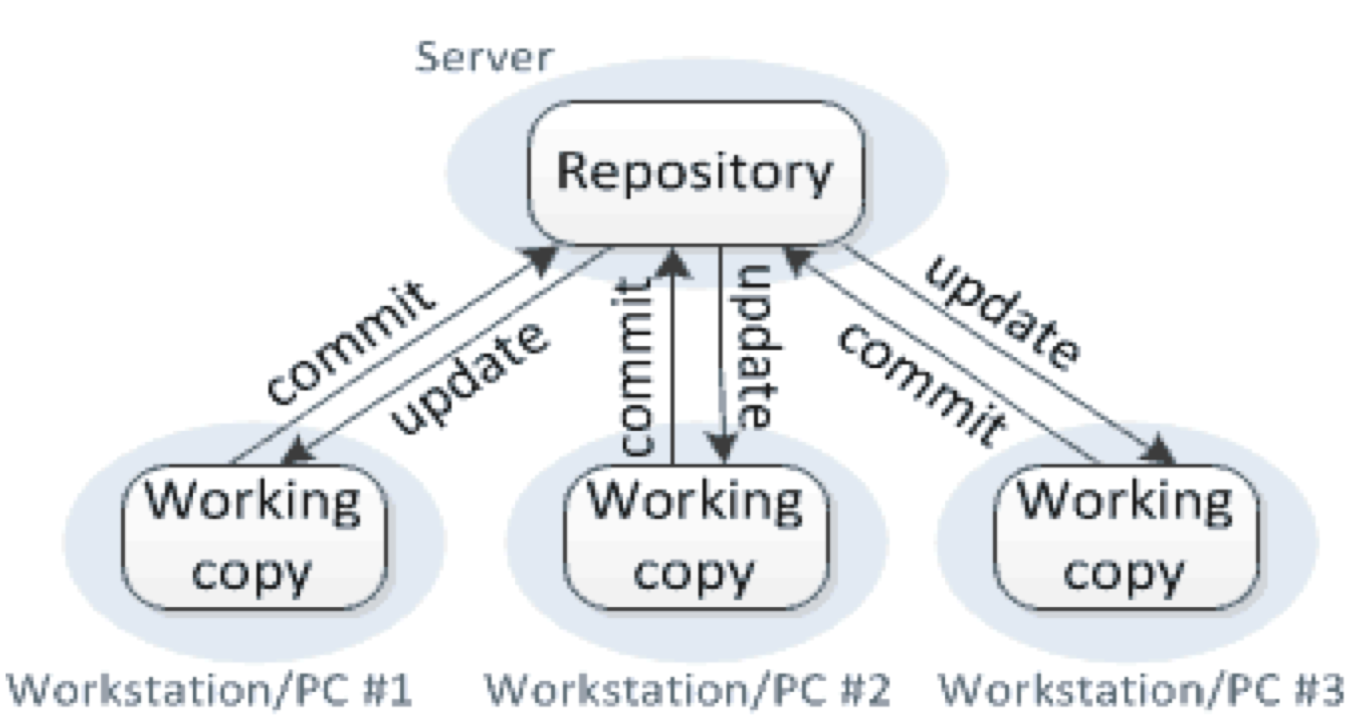 Server
Repository
commit
update
commit
update
commit
update
Working
copy
Working
copy
Working
copy
Workstation/PC #1
Workstation/PC #2
Workstation/PC #3